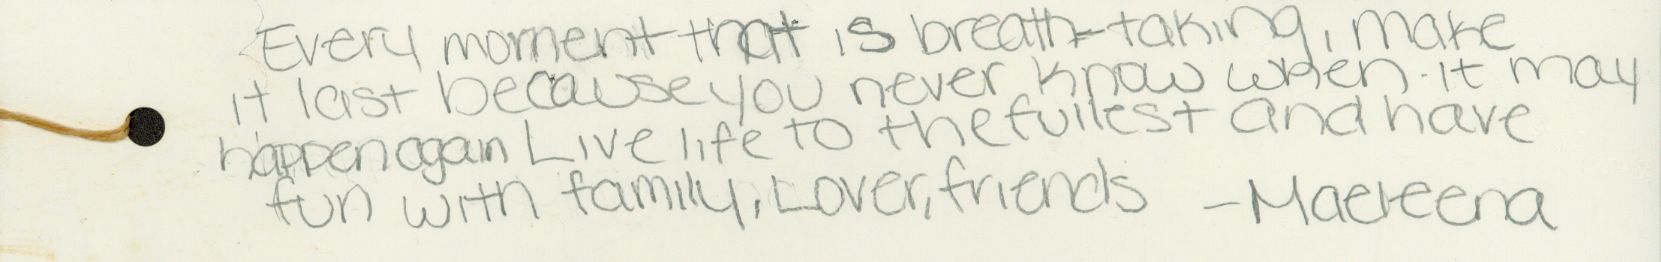 Every moment that is breath-taking, make
it last because you never know when it may
happen again Live life to the fullest and have
fun with family, Lover, friends -Maeleena